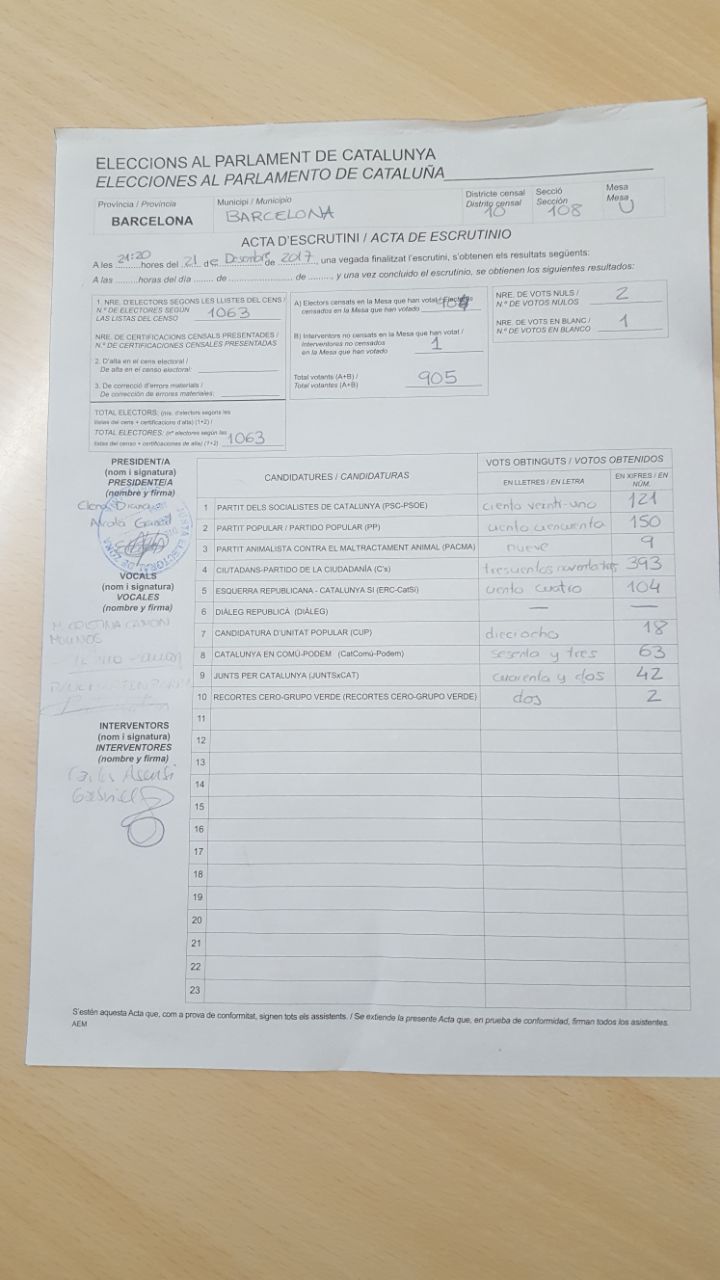 ELECCIONS AL PARLAMENT DE CATALUNYA
ELECCIONES AL PARLAMENTO DE CATALUÑA
Província / Provincia
BARCELONA
Municipi / Municipio
BARCELONA
Districte censal
Distrito censal
10
Secció
Sección
108
Mesa
Mesa
U
ACTA D'ESCRUTINI / ACTA DE ESCRUTINIO
A les 21:20 hores del 21 de Desembre de 2017, una vegada finalitzat l'escrutini, s'obtenen els resultats següents:
A las ........horas del día ....... de ...................... de ........, y una vez concluido el escrutinio, se obtienen los siguientes resultados:
1. NRE. D'ELECTORS SEGONS LES LLISTES DEL CENS /
N.º DE ELECTORES SEGÚN
LAS LISTAS DEL CENSO
1063
NRE. DE CERTIFICACIONS CENSALS PRESENTADES /
N.º DE CERTIFICACIONES CENSALES PRESENTADAS
2. D'alta en el cens electoral /
De alta en el censo electoral:
3. De correcció d'errors materials /
De corrección de errores materiales:
TOTAL ELECTORS: (nre. d'electors segons les
llistes del cens + certificacions d'alta) (1+2) /
TOTAL ELECTORES: (nº electores según las
listas del censo + certificaciones de alta) (1+2)
1063
A) Electors censats en la Mesa que han votat / Electores
censados en la Mesa que han votado
904
B) Interventors no censats en la Mesa que han votat /
Interventores no censados
en la Mesa que han votado
1
Total votants (A+B) /
Total votantes (A+B)
905
NRE. DE VOTS NULS /
N.º DE VOTOS NULOS
2
NRE. DE VOTS EN BLANC /
N.º DE VOTOS EN BLANCO
1
PRESIDENT/A
(nom i signatura)
PRESIDENTE/A
(nombre y firma)
VOCALS
(nom i signatura)
VOCALES
(nombre y firma)
M. CRISTINA
INTERVENTORS
(nom i signatura)
INTERVENTORES
(nombre y firma)
Asensi
Gabriel
CANDIDATURES / CANDIDATURAS
VOTS OBTINGUTS / VOTOS OBTENIDOS
EN LLETRES / EN LETRA
EN XIFRES / EN NÚM.
1 PARTIT DELS SOCIALISTES DE CATALUNYA (PSC-PSOE) ciento veinti-uno 121
2 PARTIT POPULAR / PARTIDO POPULAR (PP) ciento cincuenta 150
3 PARTIT ANIMALISTA CONTRA EL MALTRACTAMENT ANIMAL (PACMA) nueve 9
4 CIUTADANS-PARTIDO DE LA CIUDADANÍA (C's) trescientos noventa tres 393
5 ESQUERRA REPUBLICANA - CATALUNYA SI (ERC-CatSí) ciento cuatro 104
6 DIÀLEG REPUBLICÀ (DIÀLEG) — —
7 CANDIDATURA D'UNITAT POPULAR (CUP) dieciocho 18
8 CATALUNYA EN COMÚ-PODEM (CatComú-Podem) sesenta y tres 63
9 JUNTS PER CATALUNYA (JUNTSxCAT) cuarenta y dos 42
10 RECORTES CERO-GRUPO VERDE (RECORTES CERO-GRUPO VERDE) dos 2
11
12
13
14
15
16
17
18
19
20
21
22
23
S'estén aquesta Acta que, com a prova de conformitat, signen tots els assistents. / Se extiende la presente Acta que, en prueba de conformidad, firman todos los asistentes.
AEM